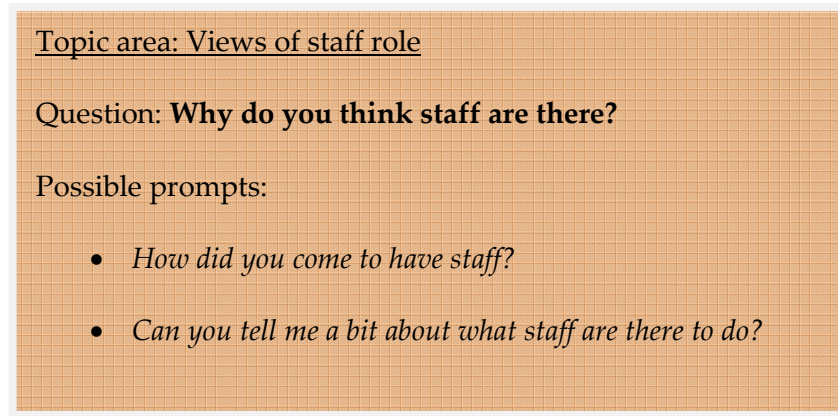 Topic area: Views of staff role
Question: Why do you think staff are there?
Possible prompts:
• How did you come to have staff?
• Can you tell me a bit about what staff are there to do?